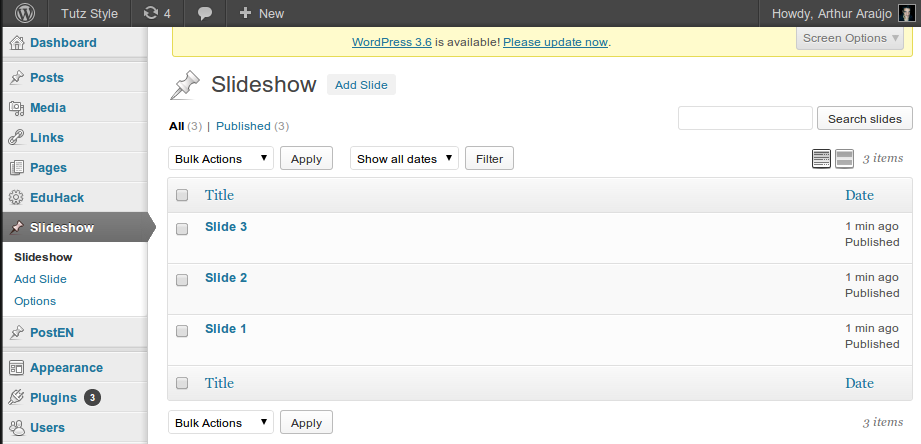 Tutz Style 4 New Howdy, Arthur Araújo
WordPress 3.6 is available! Please update now.
Screen Options
Dashboard
Posts
Media
Links
Pages
EduHack
Slideshow
Slideshow
Add Slide
Options
PostEN
Appearance
Plugins 3
Users
Slideshow Add Slide
All (3) | Published (3)
Search slides
Bulk Actions Apply Show all dates Filter 3 items
Title Date
Slide 3 1 min ago
Published
Slide 2 1 min ago
Published
Slide 1 1 min ago
Published
Title Date
Bulk Actions Apply 3 items